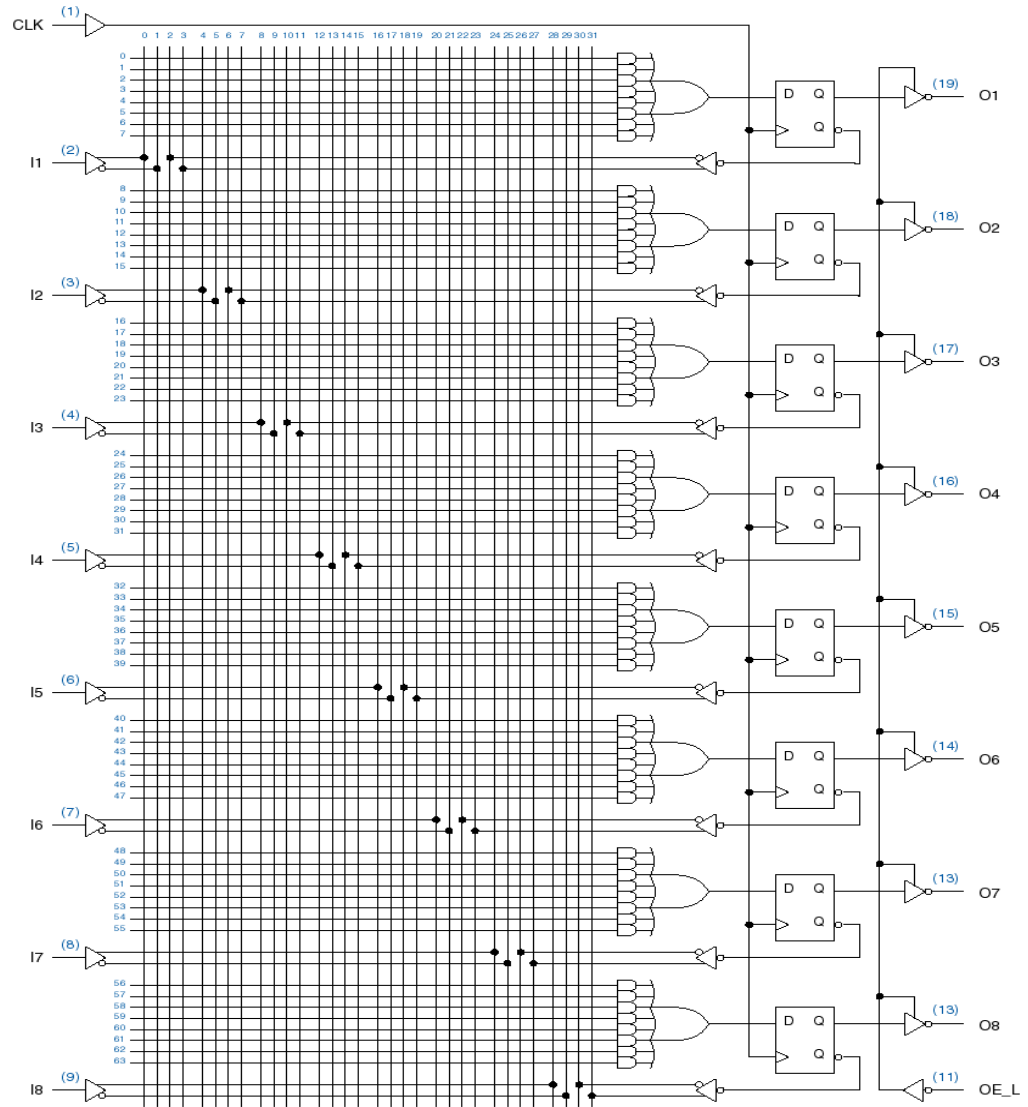 CLK (1)
0 1 2 3 4 5 6 7 8 9 10 11 12 13 14 15 16 17 18 19 20 21 22 23 24 25 26 27 28 29 30 31
0
1
2
3
4
5
6
7
D Q
Q
(19) O1
I1 (2)
8
9
10
11
12
13
14
15
D Q
Q
(18) O2
I2 (3)
16
17
18
19
20
21
22
23
D Q
Q
(17) O3
I3 (4)
24
25
26
27
28
29
30
31
D Q
Q
(16) O4
I4 (5)
32
33
34
35
36
37
38
39
D Q
Q
(15) O5
I5 (6)
40
41
42
43
44
45
46
47
D Q
Q
(14) O6
I6 (7)
48
49
50
51
52
53
54
55
D Q
Q
(13) O7
I7 (8)
56
57
58
59
60
61
62
63
D Q
Q
(13) O8
I8 (9)
(11) OE_L